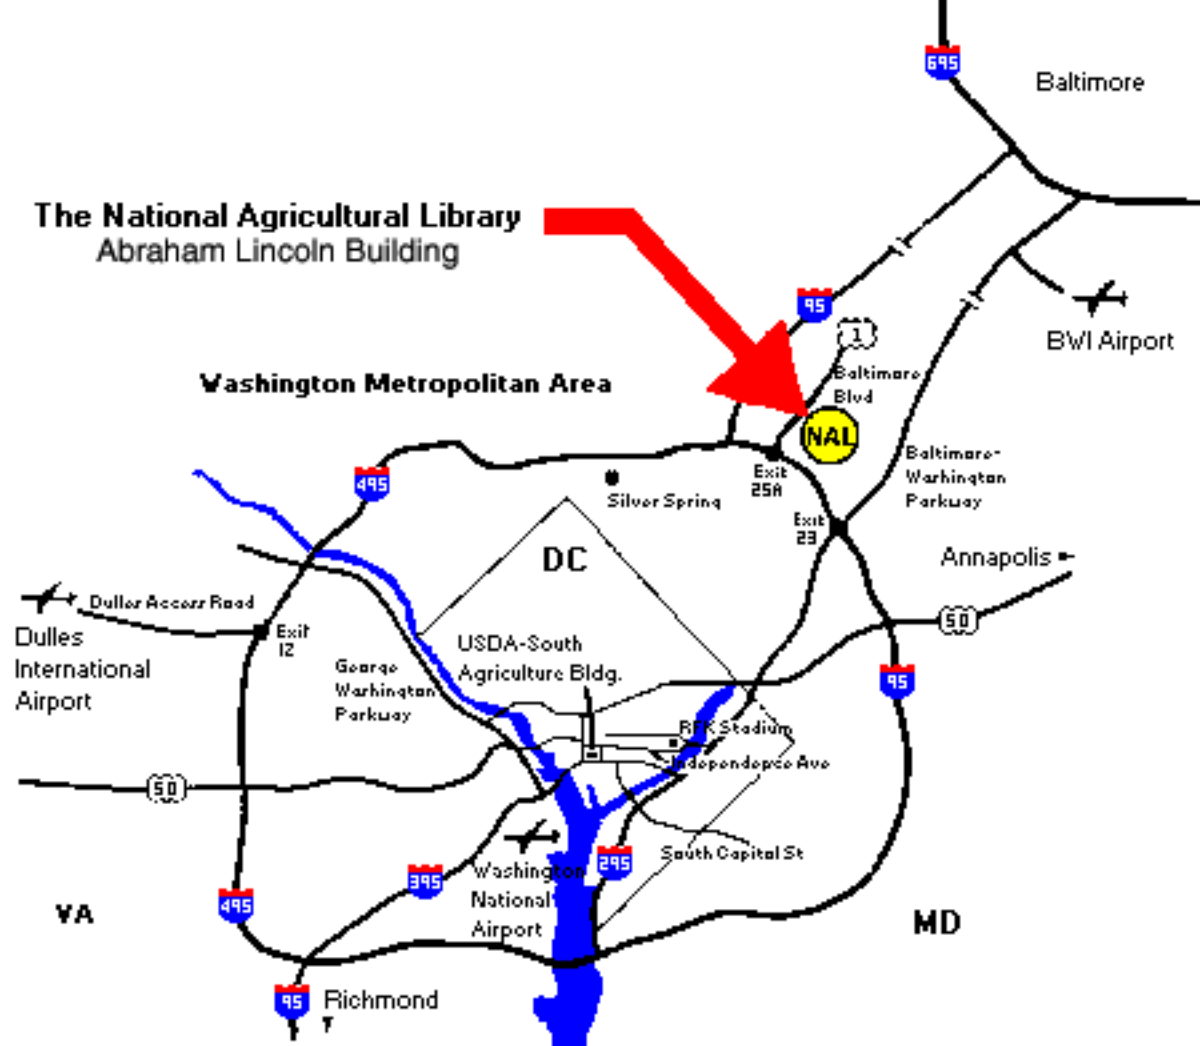 695
Baltimore
The National Agricultural Library
Abraham Lincoln Building
95
1
BWI Airport
Baltimore
Blvd
Washington Metropolitan Area
NAL
Baltimore-
Washington
Parkway
Exit
25A
495
Silver Spring
Exit
23
DC
Annapolis
Dulles Access Road
50
Dulles
International
Airport
Exit
12
USDA-South
Agriculture Bldg.
George
Washington
Parkway
95
RFK Stadium
Independence Ave
50
South Capitol St
295
Washington
National
Airport
395
495
VA
MD
95
Richmond